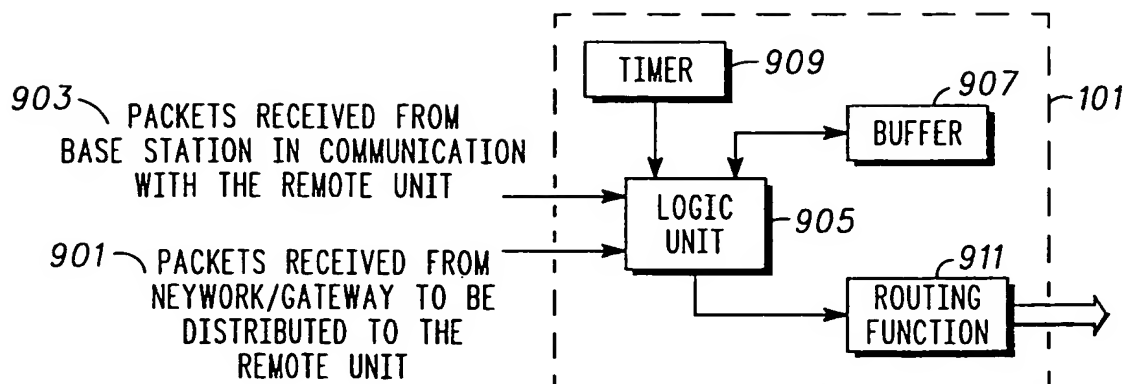 TIMER
909
903
PACKETS RECEIVED FROM
BASE STATION IN COMMUNICATION
WITH THE REMOTE UNIT
907
BUFFER
101
LOGIC
UNIT
905
901
PACKETS RECEIVED FROM
NEYWORK/GATEWAY TO BE
DISTRIBUTED TO THE
REMOTE UNIT
911
ROUTING
FUNCTION